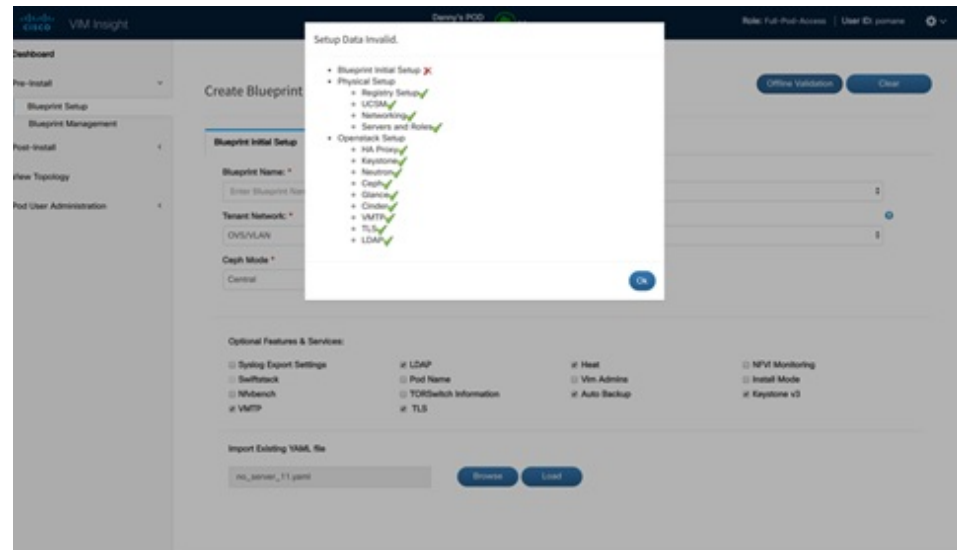 cisco VIM Insight
Danny's POD
Role: Full-Pod-Access | User ID: pomane
Dashboard
Pre-Install
Blueprint Setup
Blueprint Management
Post-Install
View Topology
Pod User Administration
Create Blueprint
Offline Validation
Clear
Blueprint Initial Setup
Blueprint Name: *
Enter Blueprint
Tenant Network: *
OVS/VLAN
Ceph Mode *
Central
Setup Data Invalid.
Blueprint Initial Setup
Physical Setup
Registry Setup
UCSM
Networking
Servers and Roles
Openstack Setup
HA Proxy
Keystone
Neutron
Ceph
Glance
Cinder
VMTP
TLS
LDAP
Ok
Optional Features & Services:
Syslog Export Settings
LDAP
Heat
NFVI Monitoring
Swiftstack
Pod Name
Vim Admins
Install Mode
Nfvbench
TORSwitch Information
Auto Backup
Keystone v3
VMTP
TLS
Import Existing YAML file
no_server_11.yaml
Browse
Load